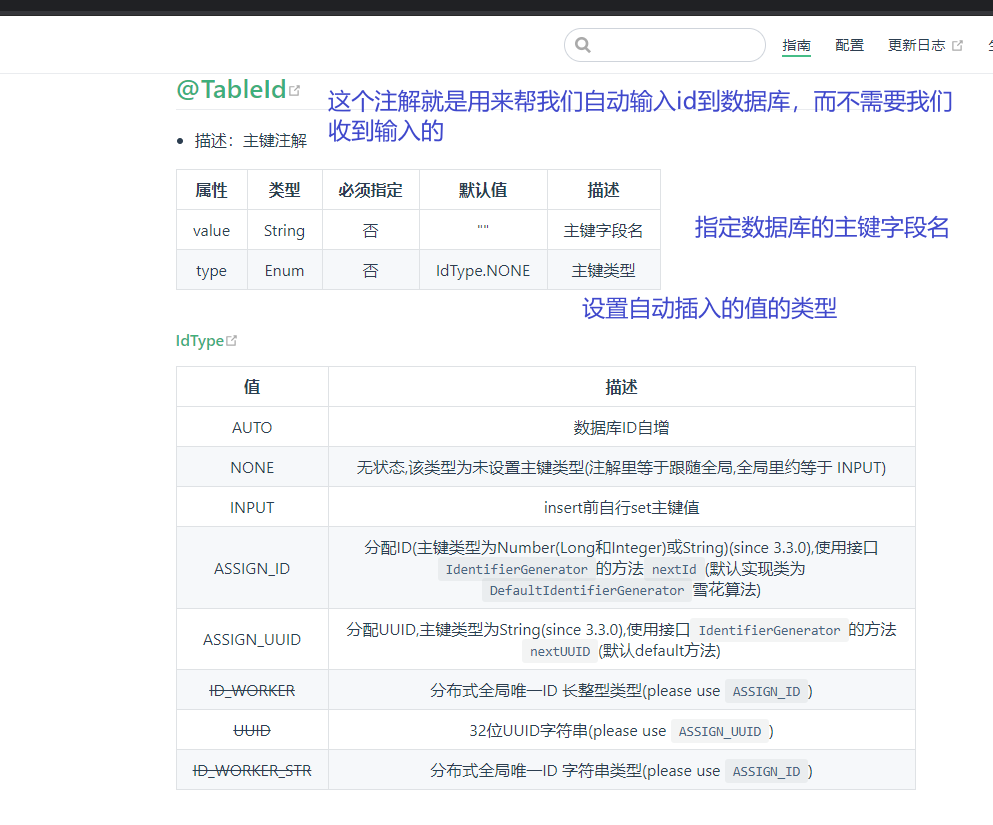 指南 配置 更新日志
@TableId
这个注解就是用来帮我们自动输入id到数据库，而不需要我们
收到输入的
描述：主键注解
属性 类型 必须指定 默认值 描述
value String 否 "" 主键字段名
指定数据库的主键字段名
type Enum 否 IdType.NONE 主键类型
设置自动插入的值的类型
IdType
值 描述
AUTO 数据库ID自增
NONE 无状态,该类型为未设置主键类型(注解里等于跟随全局,全局里约等于 INPUT)
INPUT insert前自行set主键值
ASSIGN_ID 分配ID(主键类型为Number(Long和Integer)或String)(since 3.3.0),使用接口
IdentifierGenerator 的方法 nextId (默认实现类为
DefaultIdentifierGenerator 雪花算法)
ASSIGN_UUID 分配UUID,主键类型为String(since 3.3.0),使用接口 IdentifierGenerator 的方法
nextUUID (默认default方法)
ID_WORKER 分布式全局唯一ID 长整型类型(please use ASSIGN_ID )
UUID 32位UUID字符串(please use ASSIGN_UUID )
ID_WORKER_STR 分布式全局唯一ID 字符串类型(please use ASSIGN_ID )